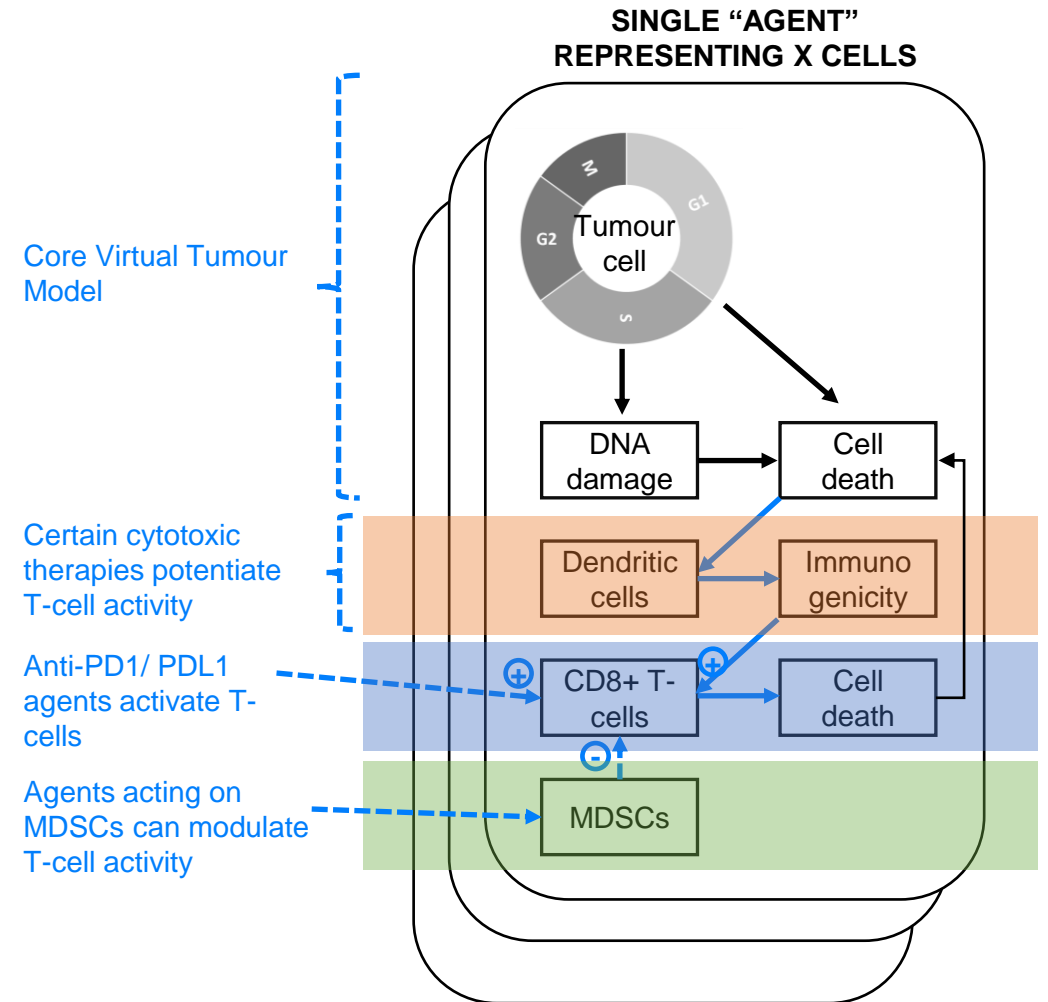 SINGLE “AGENT”
REPRESENTING X CELLS
Core Virtual Tumour
Model
M
G1
G2
S
Tumour
cell
DNA
damage
Cell
death
Certain cytotoxic
therapies potentiate
T-cell activity
Dendritic
cells
Immuno
genicity
Anti-PD1/ PDL1
agents activate T-
cells
+
CD8+ T-
cells
+
Cell
death
-
Agents acting on
MDSCs can modulate
T-cell activity
MDSCs